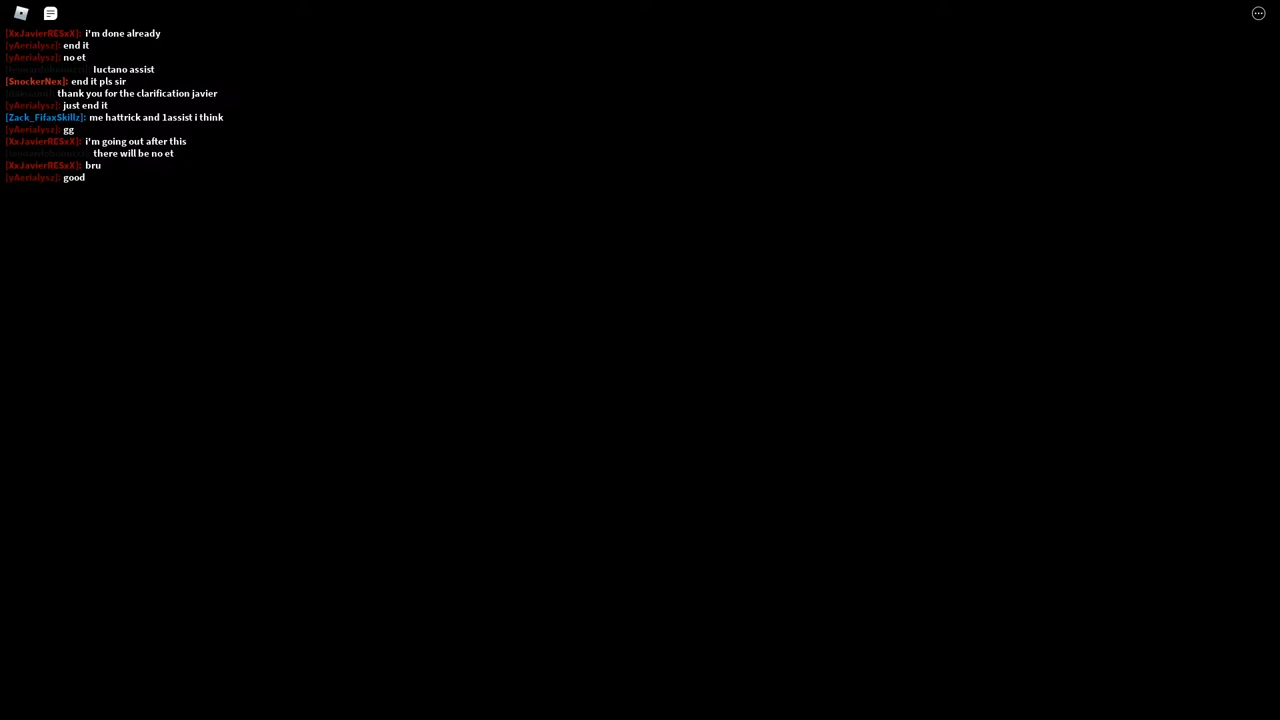 [XxJavierRESxX]: i'm done already
[yAerialysz]: end it
[yAerialysz]: no et
luctano assist
[SnockerNex]: end it pls sir
thank you for the clarification javier
[yAerialysz]: just end it
[Zack_FifaxSkillz]: me hattrick and 1assist i think
[yAerialysz]: gg
[XxJavierRESxX]: i'm going out after this
there will be no et
[XxJavierRESxX]: bru
[yAerialysz]: good